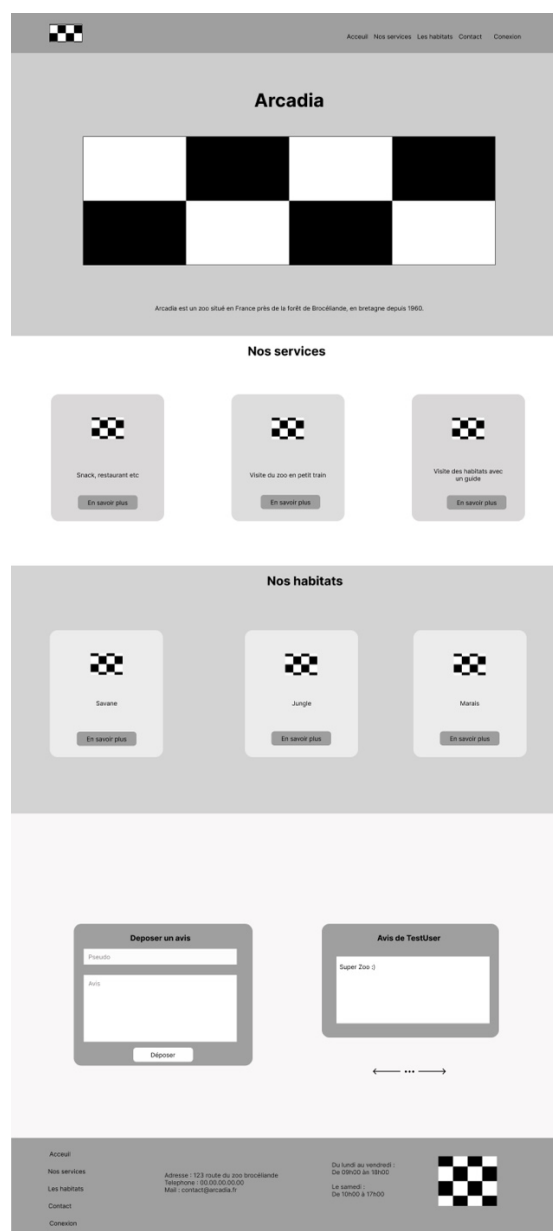 Acceuil Nos services Les habitats Contact Conexion
Arcadia
Arcadia est un zoo situé en France près de la forêt de Brocéliande, en bretagne depuis 1960.
Nos services
Snack, restaurant etc
En savoir plus
Visite du zoo en petit train
En savoir plus
Visite des habitats avec
un guide
En savoir plus
Nos habitats
Savane
En savoir plus
Jungle
En savoir plus
Marais
En savoir plus
Deposer un avis
Pseudo
Avis
Déposer
Avis de TestUser
Super Zoo :)
Acceuil
Nos services
Les habitats
Contact
Conexion
Adresse : 123 route du zoo brocéliande
Telephone : 00.00.00.00.00
Mail : contact@arcadia.fr
Du lundi au vendredi :
De 09h00 àn 18h00
Le samedi :
De 10h00 à 17h00